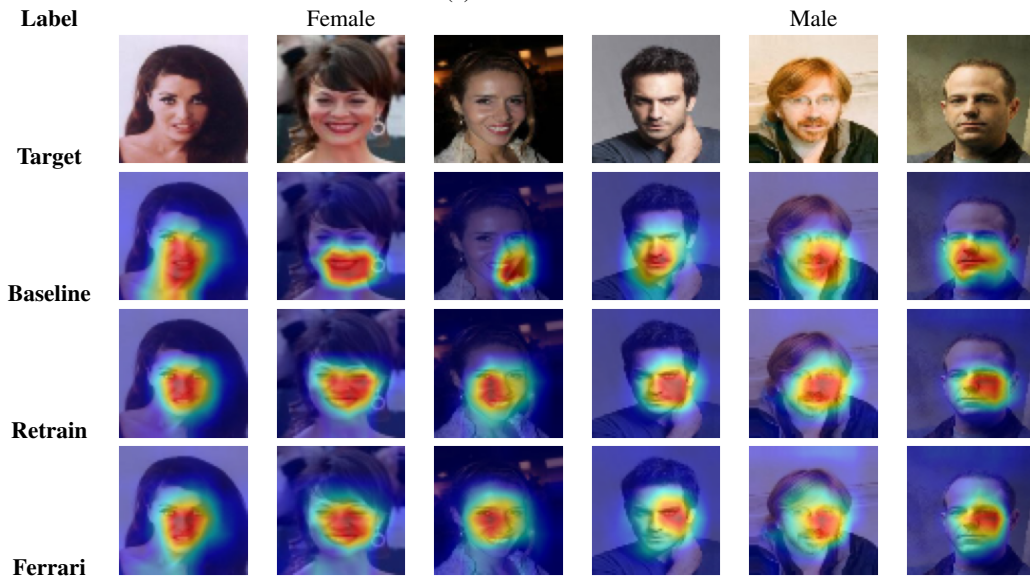 Label Female Male
Target
Baseline
Retrain
Ferrari